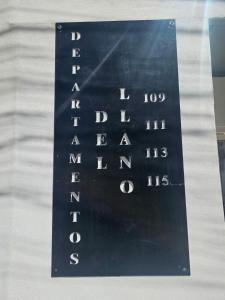 DEPARTAMENTOS
DEL
LLANO
109
111
113
115